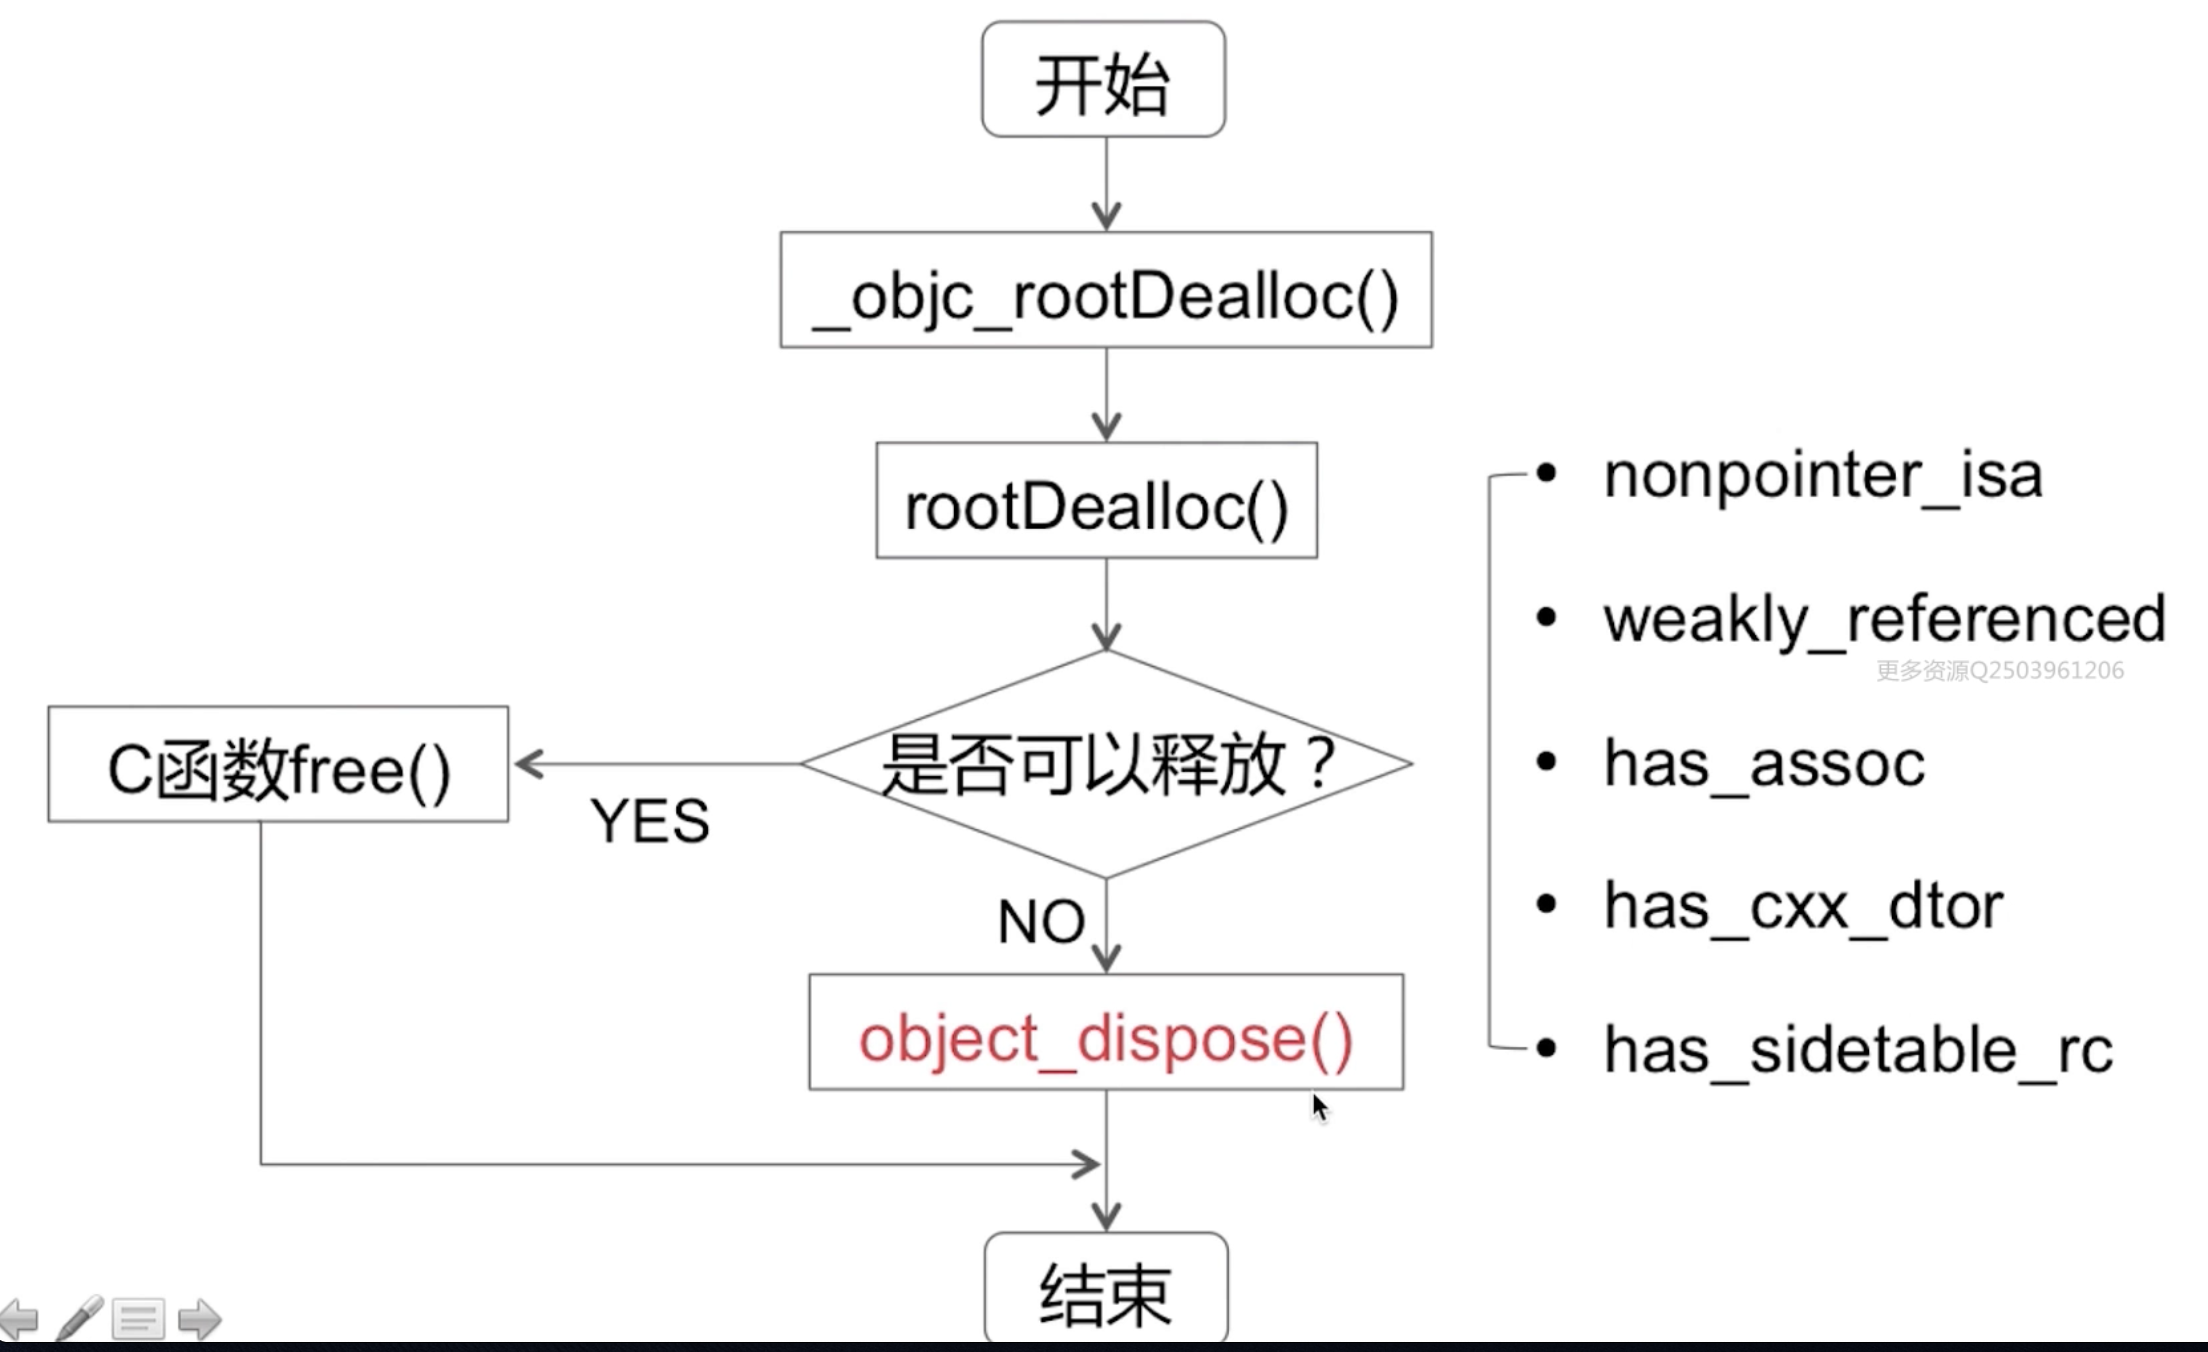 开始
_objc_rootDealloc()
rootDealloc()
是否可以释放？
YES
C函数free()
NO
object_dispose()
结束
• nonpointer_isa
• weakly_referenced
更多资源Q2503961206
• has_assoc
• has_cxx_dtor
• has_sidetable_rc